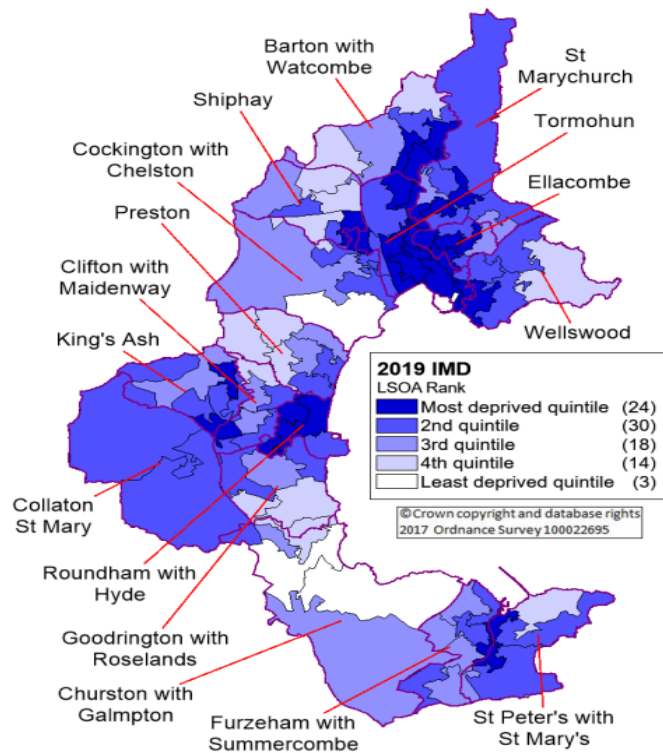 Barton with
Watcombe
St
Marychurch
Shiphay
Tormohun
Cockington with
Chelston
Ellacombe
Preston
Clifton with
Maidenway
King's Ash
Wellswood
2019 IMD
LSOA Rank
Most deprived quintile (24)
2nd quintile (30)
3rd quintile (18)
4th quintile (14)
Least deprived quintile (3)
©Crown copyright and database rights
2017 Ordnance Survey 100022695
Collaton
St Mary
Roundham with
Hyde
Goodrington with
Roselands
Churston with
Galmpton
Furzeham with
Summercombe
St Peter's with
St Mary's